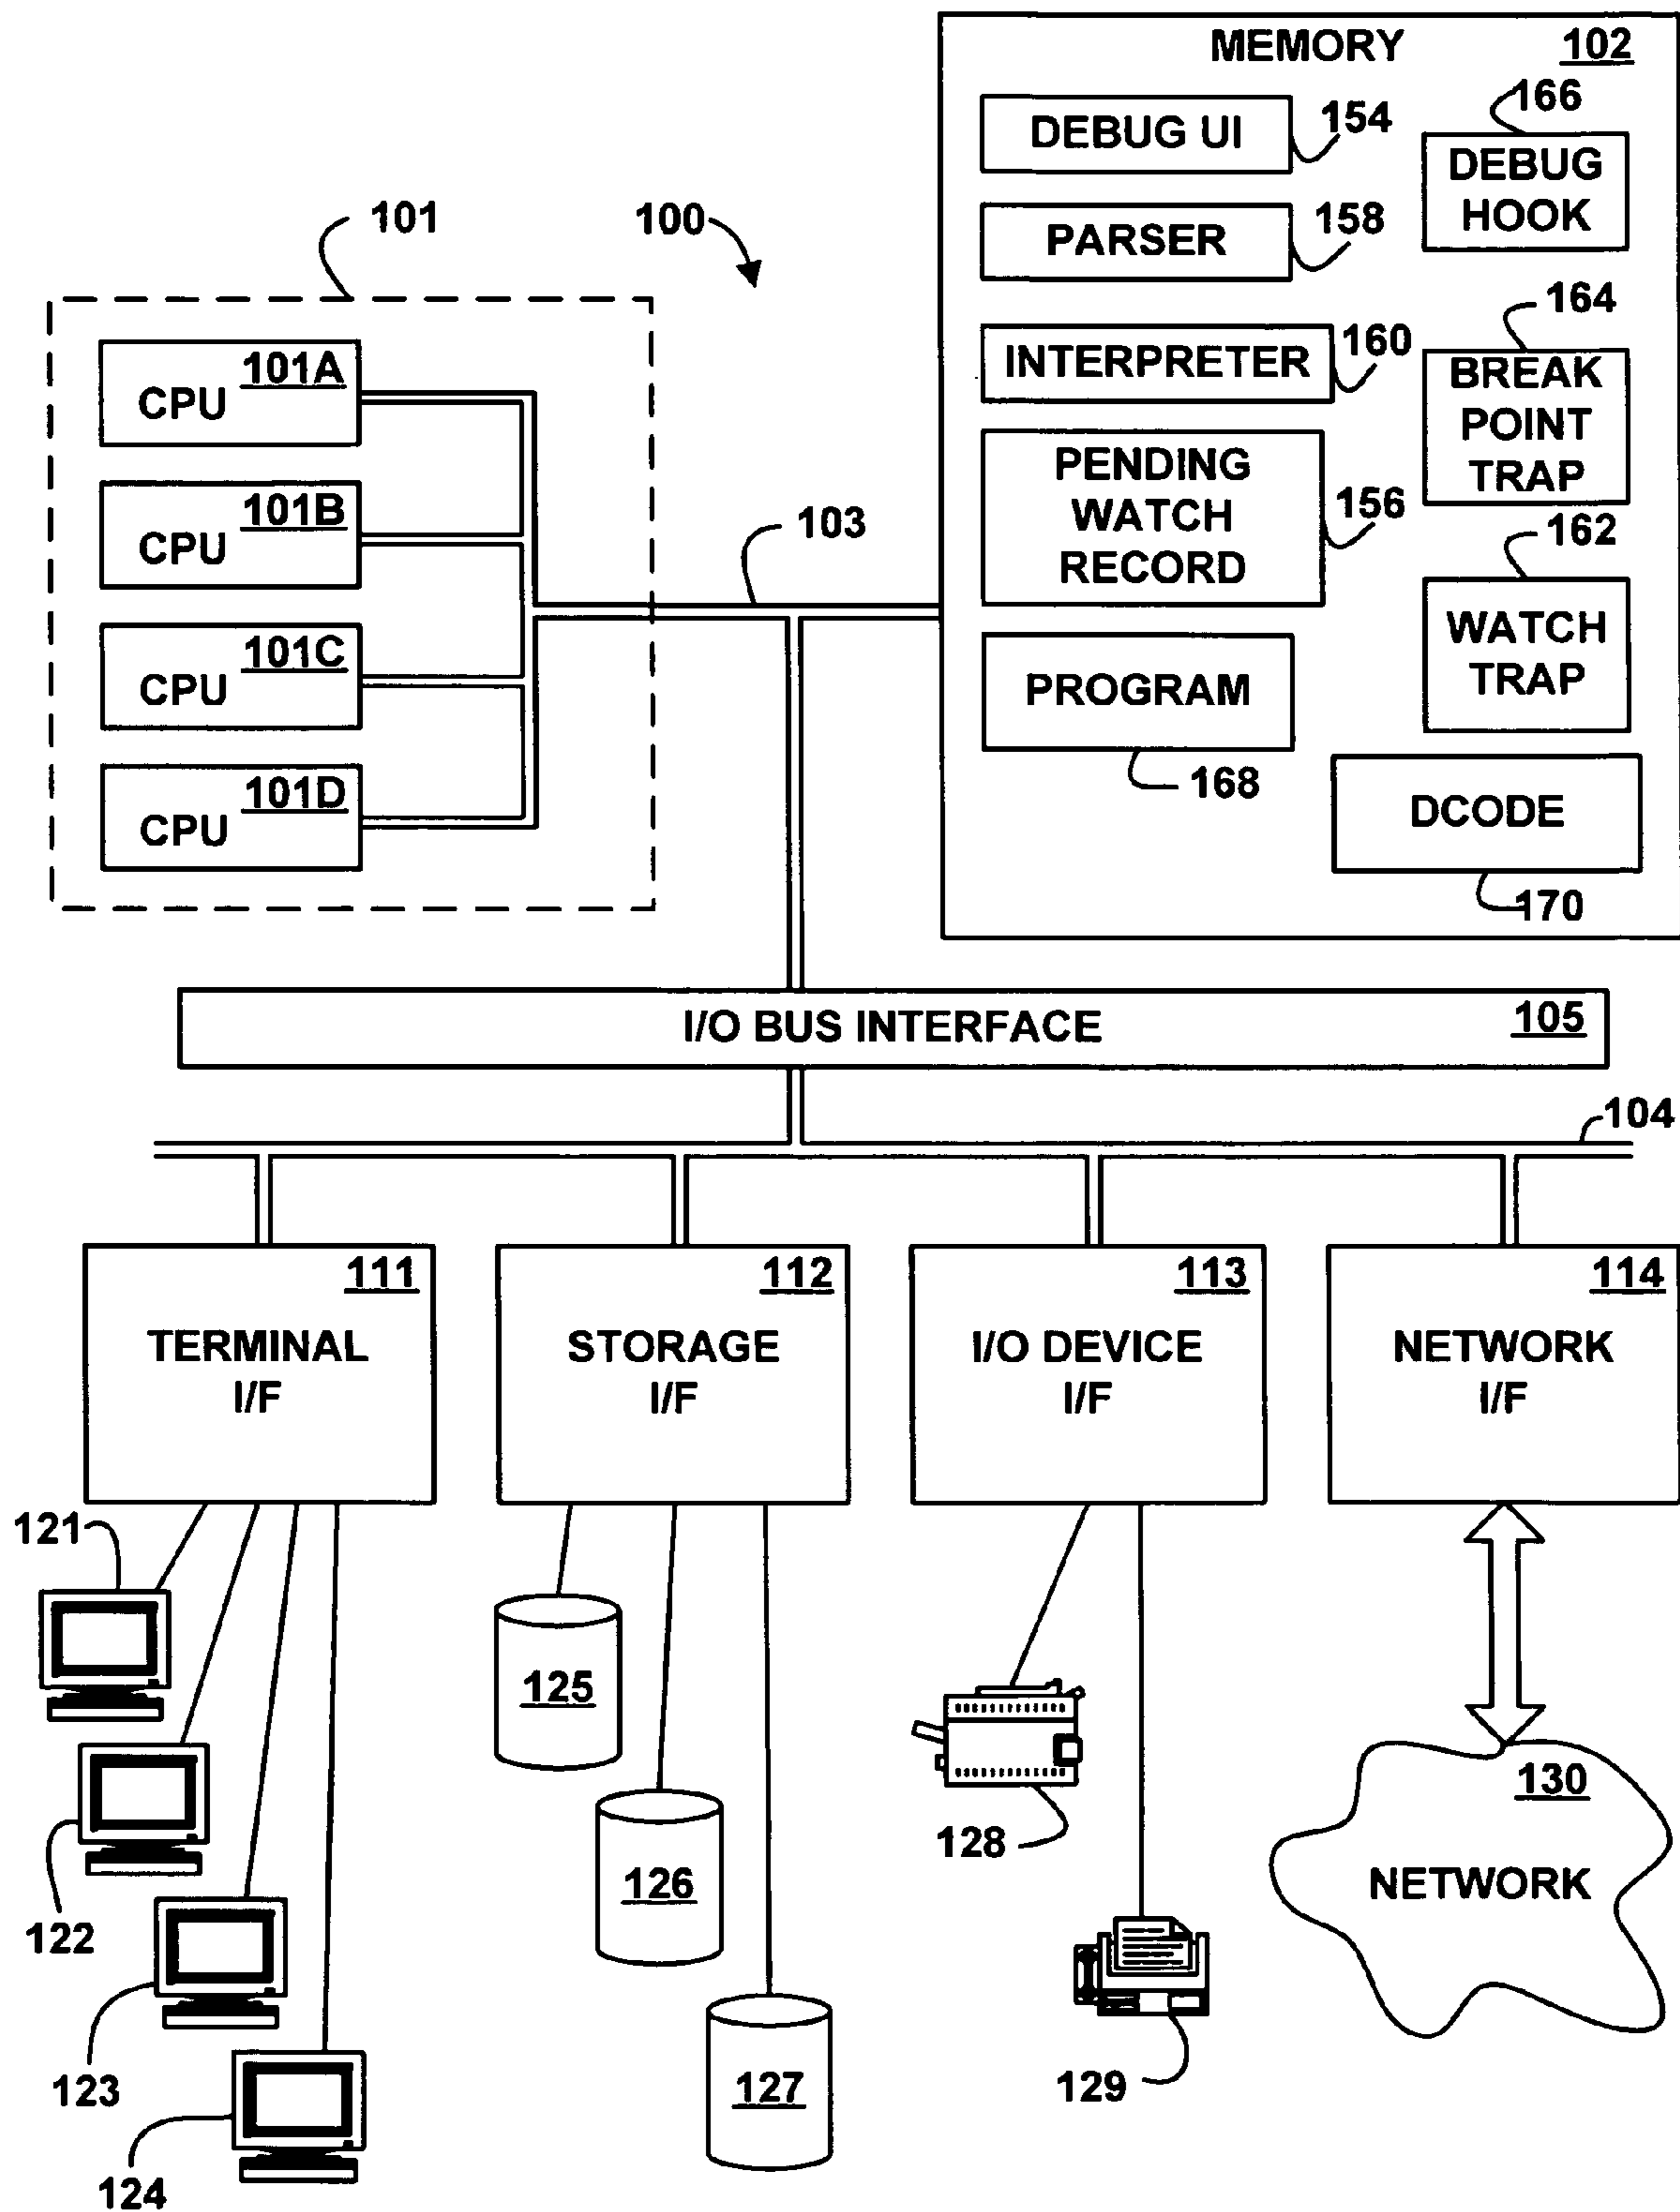 MEMORY 102
DEBUG UI 154
166
DEBUG
HOOK
PARSER 158
101
100
164
INTERPRETER 160
BREAK
POINT
TRAP
101A
CPU
101B
CPU
101C
CPU
101D
CPU
103
PENDING
WATCH
RECORD
156
162
WATCH
TRAP
PROGRAM
168
DCODE
170
I/O BUS INTERFACE 105
104
111
TERMINAL
I/F
112
STORAGE
I/F
113
I/O DEVICE
I/F
114
NETWORK
I/F
121
122
123
124
125
126
127
128
129
130
NETWORK